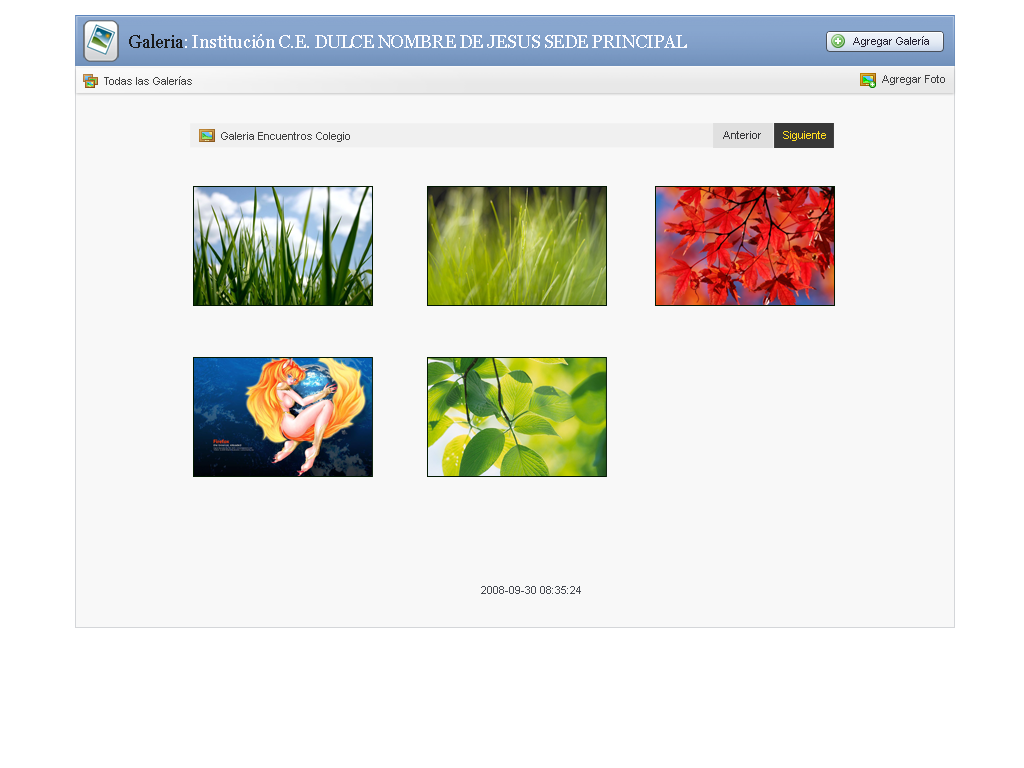 Galeria: Institución C.E. DULCE NOMBRE DE JESUS SEDE PRINCIPAL
Agregar Galería
Todas las Galerías
Agregar Foto
Galeria Encuentros Colegio
Anterior
Siguiente
Firefox
2008-09-30 08:35:24